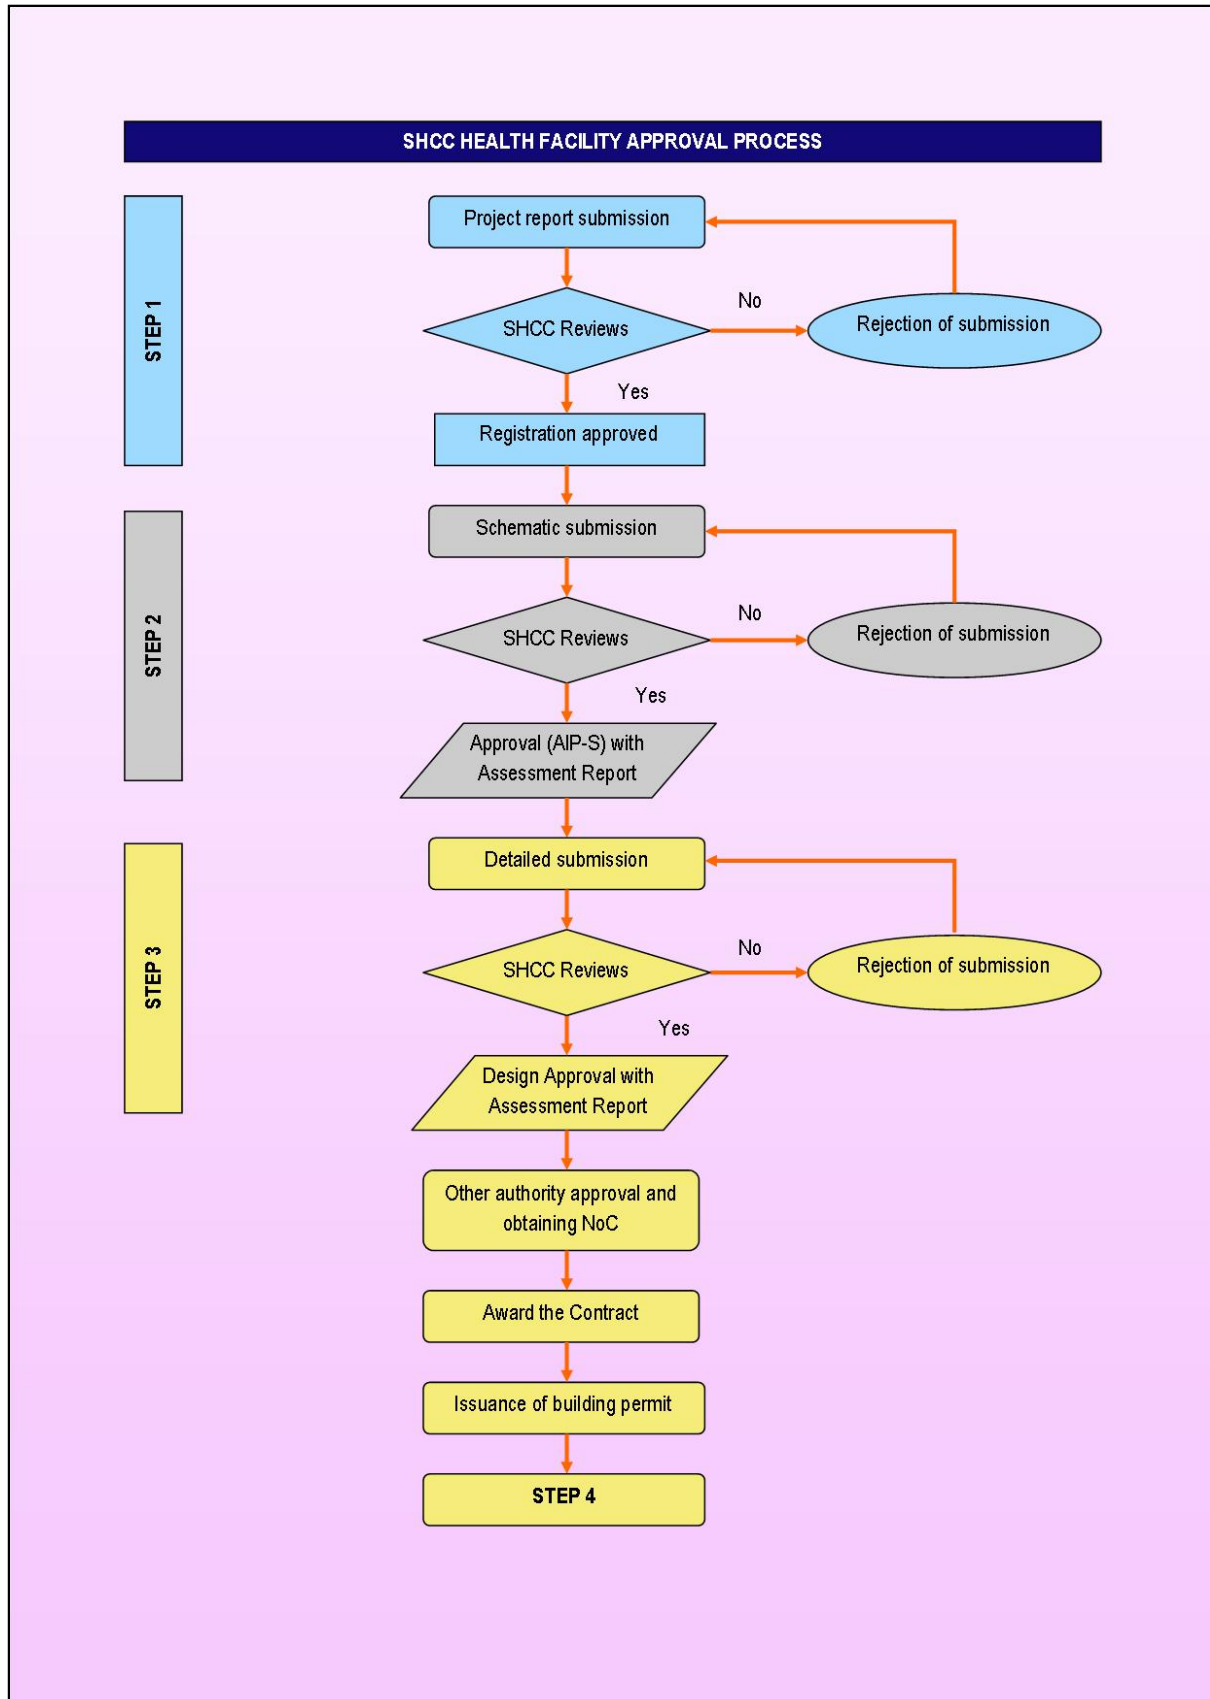 SHCC HEALTH FACILITY APPROVAL PROCESS
STEP 1
Project report submission
SHCC Reviews
No
Rejection of submission
Yes
Registration approved
STEP 2
Schematic submission
SHCC Reviews
No
Rejection of submission
Yes
Approval (AIP-S) with
Assessment Report
STEP 3
Detailed submission
SHCC Reviews
No
Rejection of submission
Yes
Design Approval with
Assessment Report
Other authority approval and
obtaining NoC
Award the Contract
Issuance of building permit
STEP 4